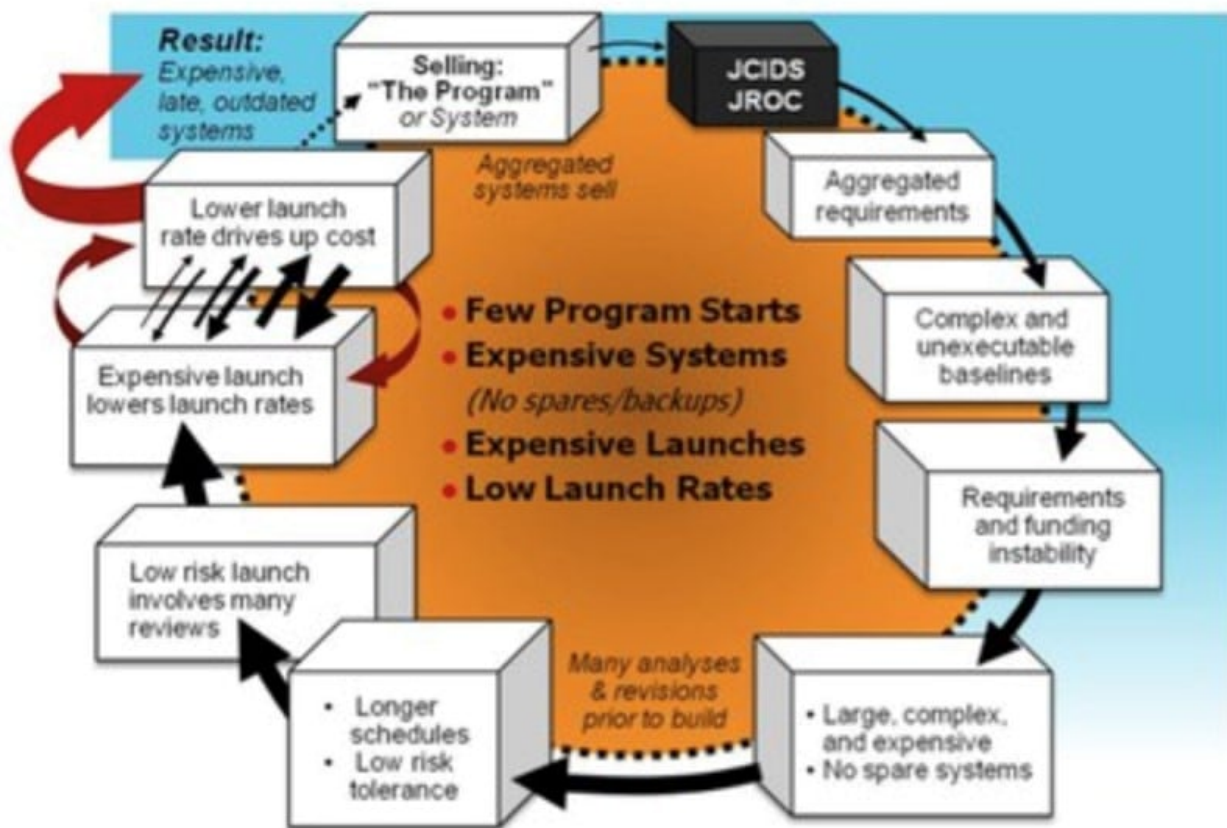 Result:
Expensive,
late, outdated
systems
Selling:
"The Program"
or System
JCIDS
JROC
Aggregated
systems sell
Aggregated
requirements
Complex and
unexecutable
baselines
Requirements
and funding
instability
• Large, complex,
and expensive
• No spare systems
Many analyses
& revisions
prior to build
• Longer
schedules
• Low risk
tolerance
Low risk launch
involves many
reviews
Expensive launch
lowers launch rates
Lower launch
rate drives up cost
• Few Program Starts
• Expensive Systems
(No spares/backups)
• Expensive Launches
• Low Launch Rates